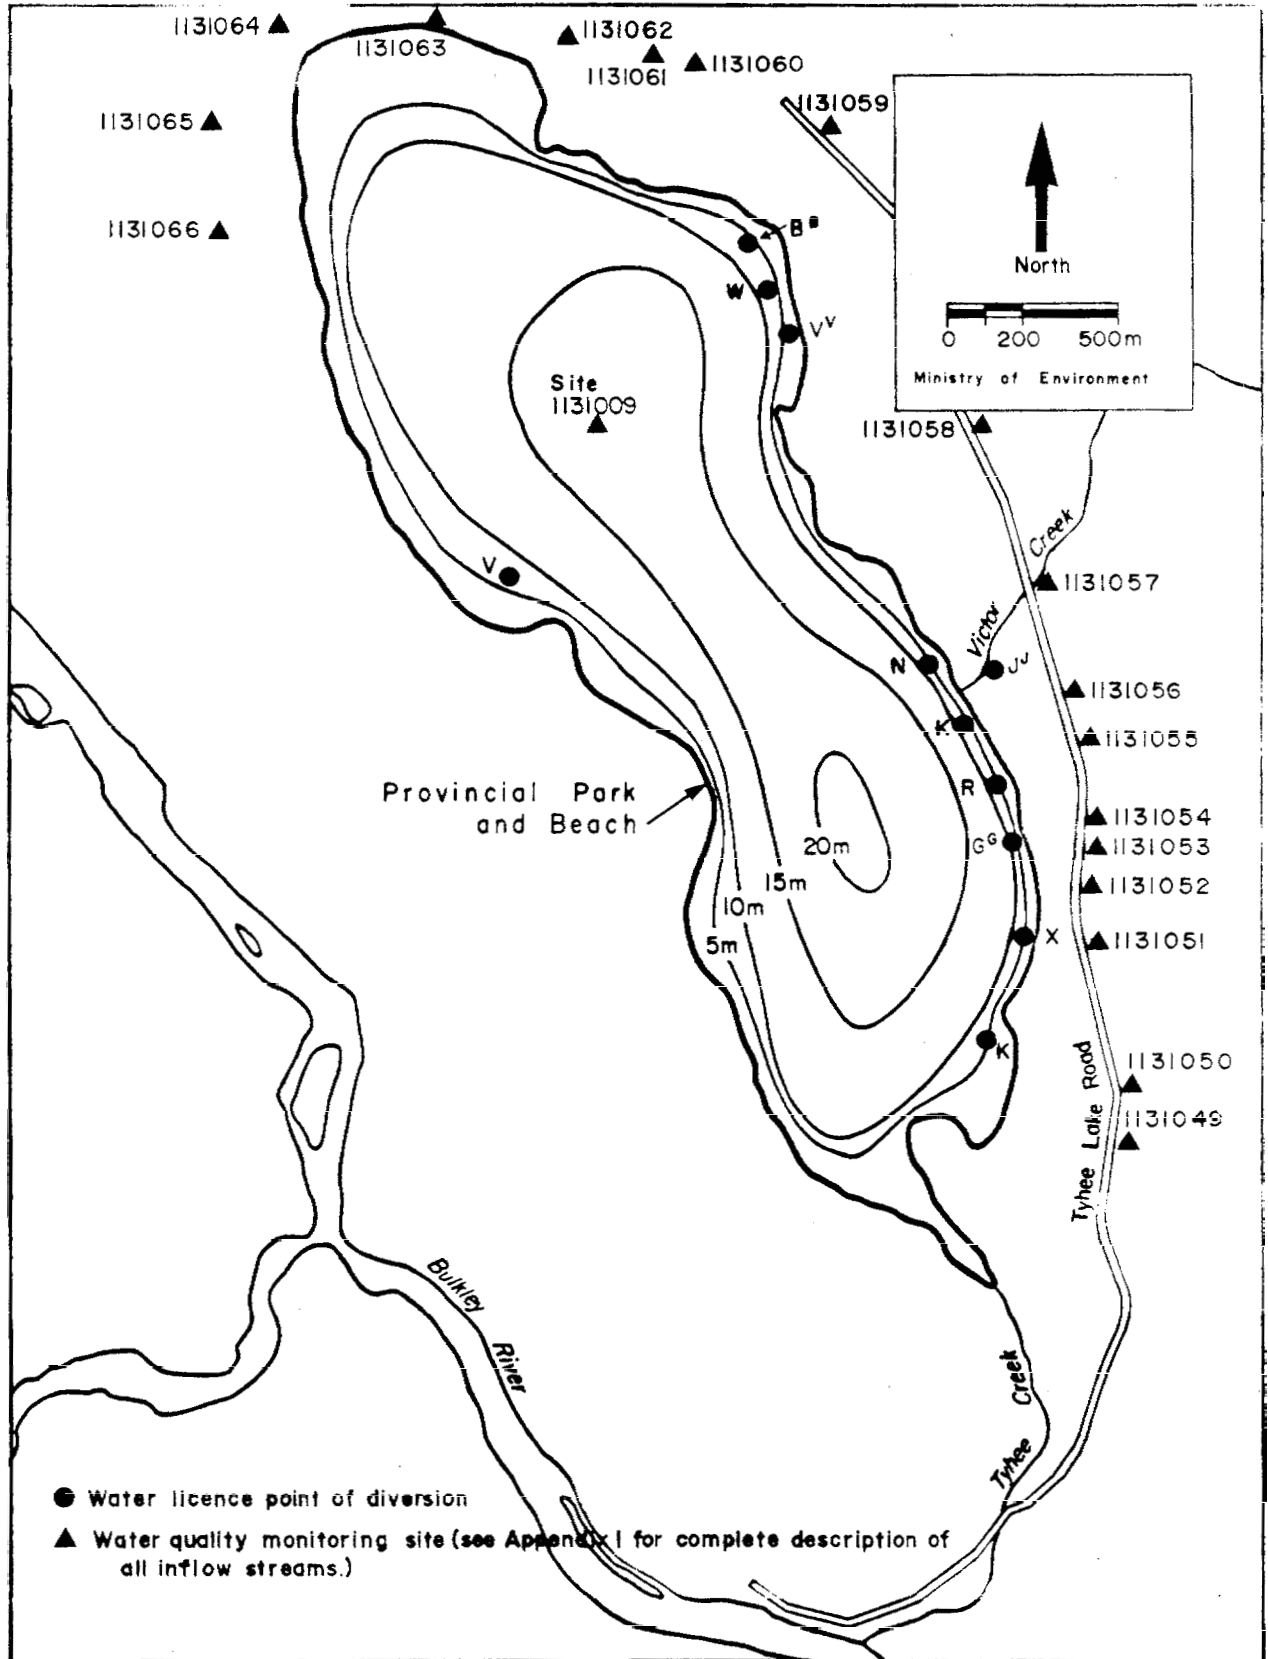 1131064
1131063
1131062
1131061
1131060
1131059
1131065
1131066
North
0 200 500m
Ministry of Environment
B
W
V V
Site
1131009
1131058
Creek
Victor
1131057
V
N
J J
1131056
K
1131055
R
Provincial Park
and Beach
1131054
G G
1131053
20m
15m
1131052
10m
5m
X
1131051
K
1131050
1131049
Tyhee Lake Road
Bulkley
River
Creek
Tyhee
Water licence point of diversion
Water quality monitoring site (see Appendix 1 for complete description of
all inflow streams.)